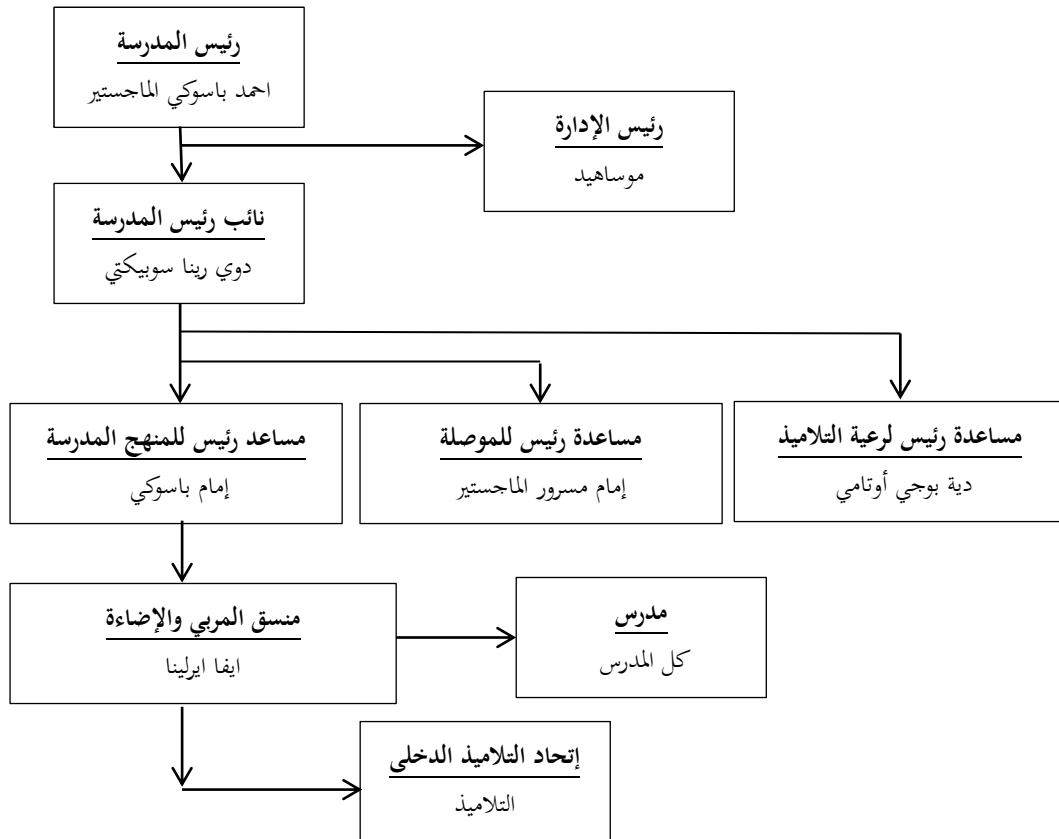 رئيس المدرسة
احمد باسوكي الماجستير
رئيس الإدارة
موساهيد
نائب رئيس المدرسة
دوي رينا سوبيكتي
مساعدة رئيس لرعية التلاميذ
دية بوجي أوتامي
مساعدة رئيس للموصلة
إمام مسرور الماجستير
مساعد رئيس للمنهج المدرسة
إمام باسوكي
منسق المربي والإضاءة
ايفا ايرلينا
مدرس
كل المدرس
إتحاد التلاميذ الدخلى
التلاميذ